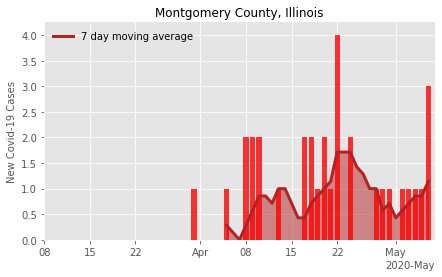 Montgomery County, Illinois
7 day moving average
New Covid-19 Cases
4.0
3.5
3.0
2.5
2.0
1.5
1.0
0.5
0.0
08 15 22 Apr 08 15 22 May
2020-May